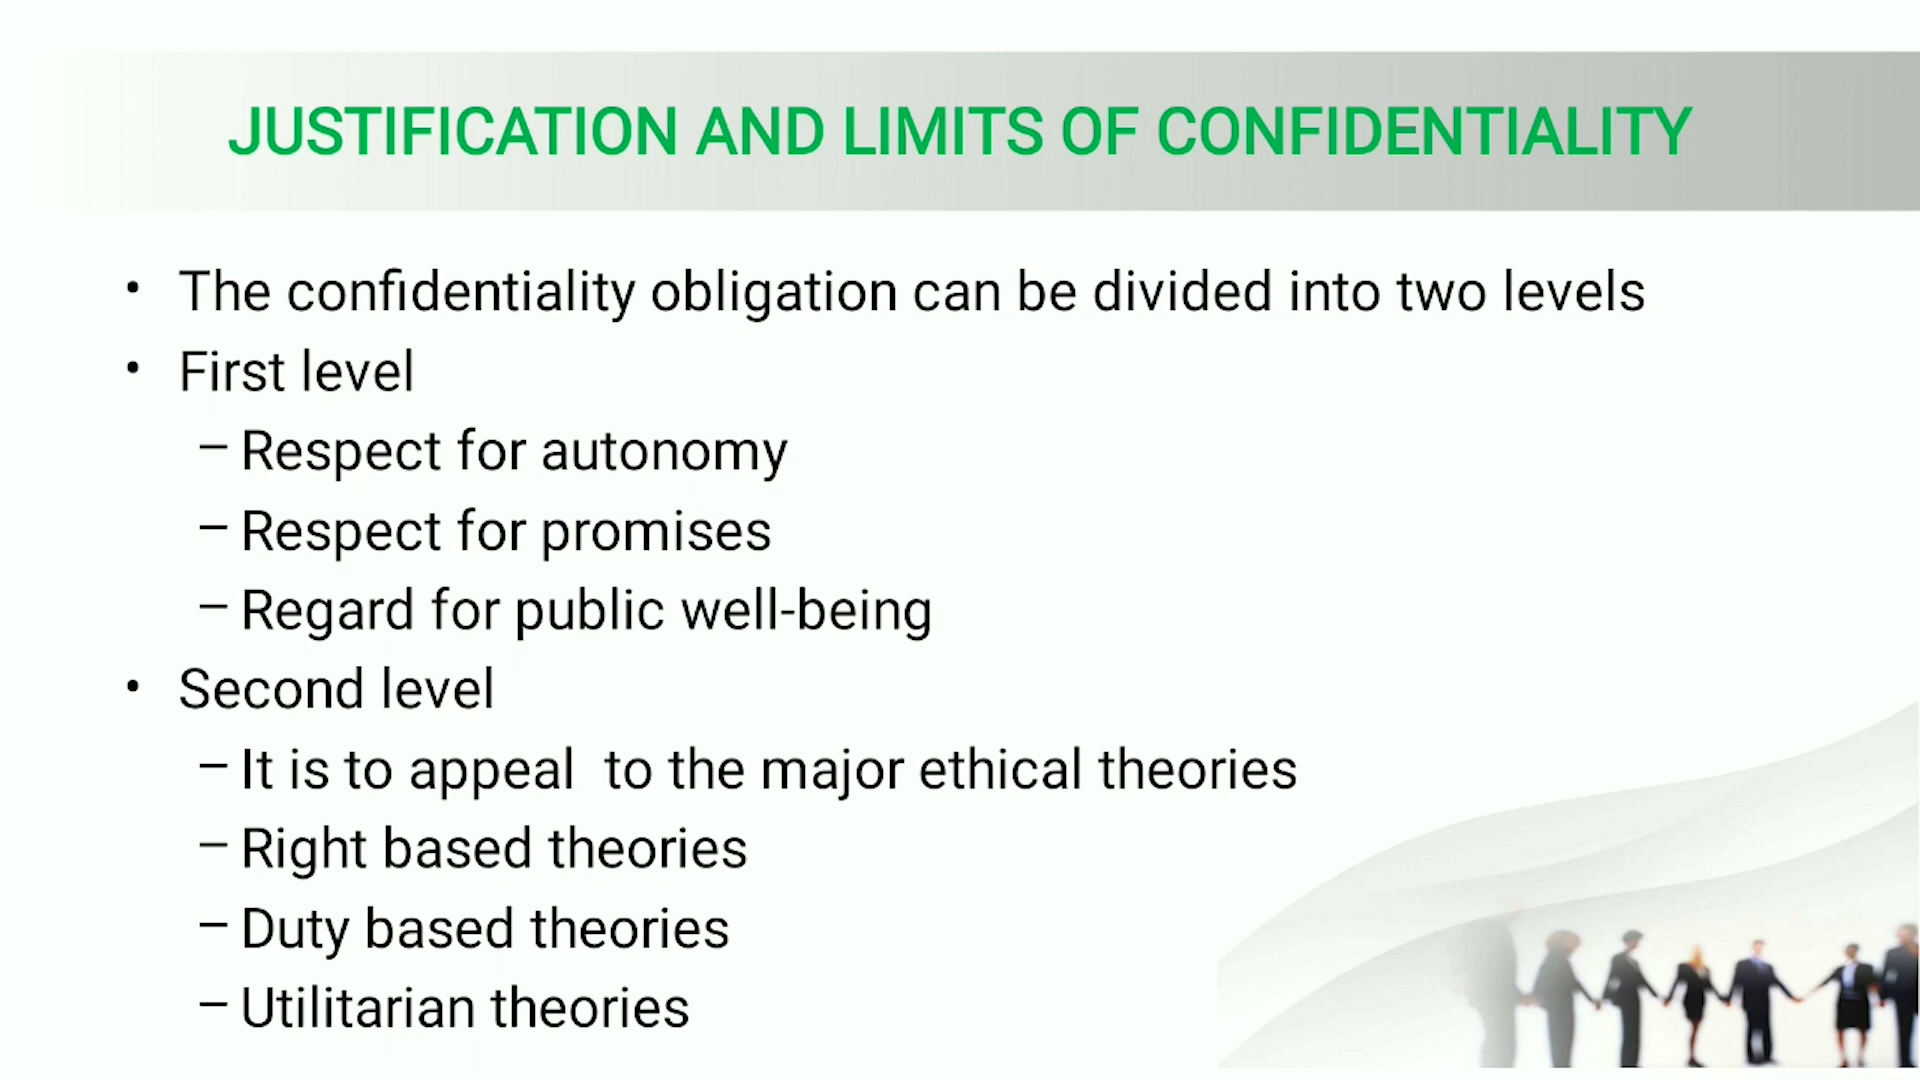 JUSTIFICATION AND LIMITS OF CONFIDENTIALITY
• The confidentiality obligation can be divided into two levels
• First level
– Respect for autonomy
– Respect for promises
– Regard for public well-being
• Second level
– It is to appeal  to the major ethical theories
– Right based theories
– Duty based theories
– Utilitarian theories